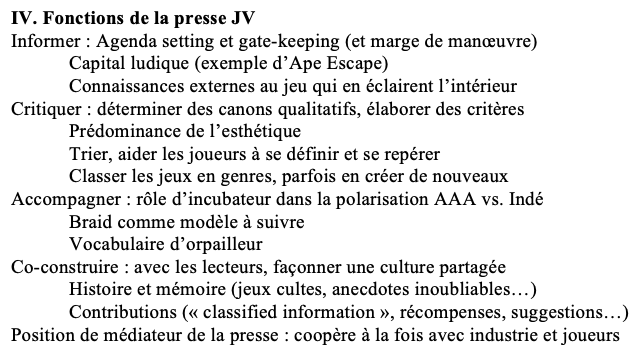 IV. Fonctions de la presse JV
Informer : Agenda setting et gate-keeping (et marge de manœuvre)
Capital ludique (exemple d’Ape Escape)
Connaissances externes au jeu qui en éclairent l’intérieur
Critiquer : déterminer des canons qualitatifs, élaborer des critères
Prédominance de l’esthétique
Trier, aider les joueurs à se définir et se repérer
Classer les jeux en genres, parfois en créer de nouveaux
Accompagner : rôle d’incubateur dans la polarisation AAA vs. Indé
Braid comme modèle à suivre
Vocabulaire d’orpailleur
Co-construire : avec les lecteurs, façonner une culture partagée
Histoire et mémoire (jeux cultes, anecdotes inoubliables…)
Contributions (« classified information », récompenses, suggestions…)
Position de médiateur de la presse : coopère à la fois avec industrie et joueurs